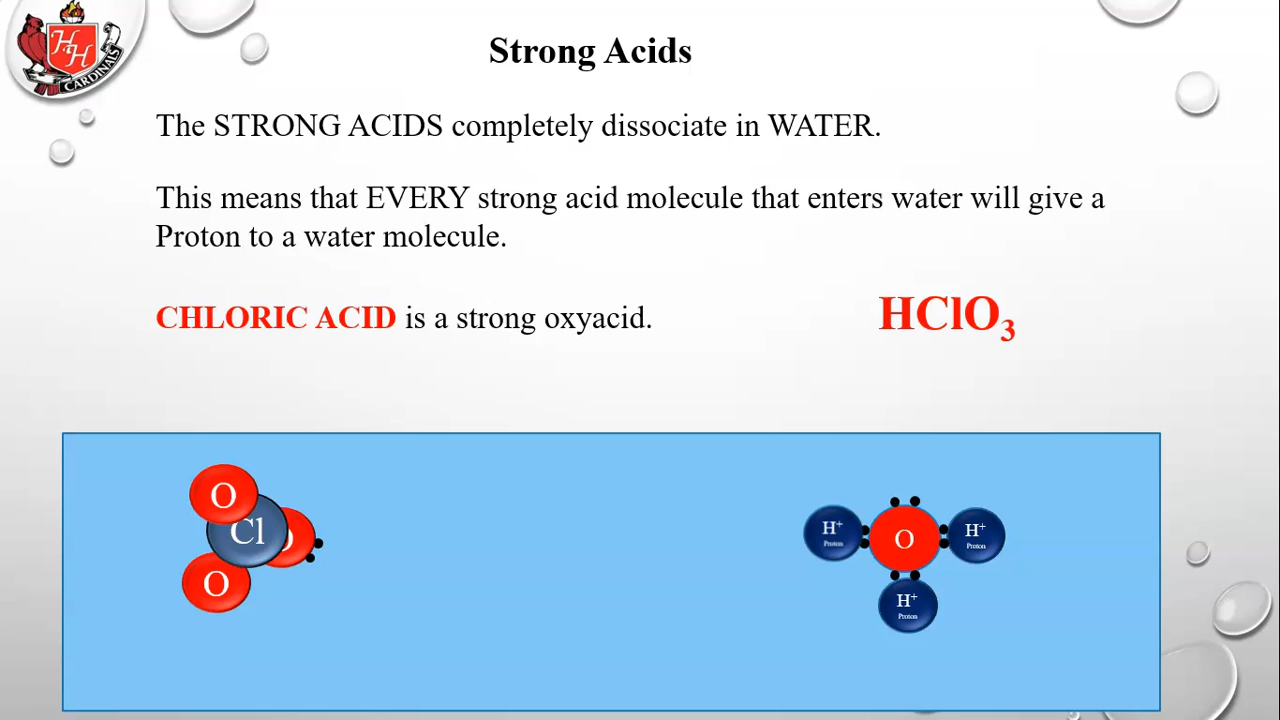 H H
CARDINALS
Strong Acids
The STRONG ACIDS completely dissociate in WATER.
This means that EVERY strong acid molecule that enters water will give a
Proton to a water molecule.
CHLORIC ACID is a strong oxyacid.
HClO₃
O
Cl
O
O
H⁺
Proton
O
H⁺
Proton
H⁺
Proton